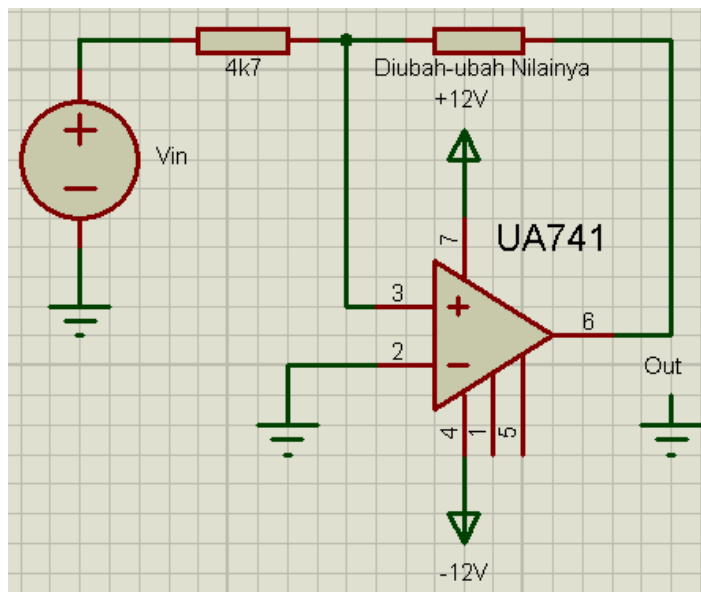 4k7
Diubah-ubah Nilainya
+12V
Vin
7
UA741
3
+
6
2
-
Out
4
1
5
-12V